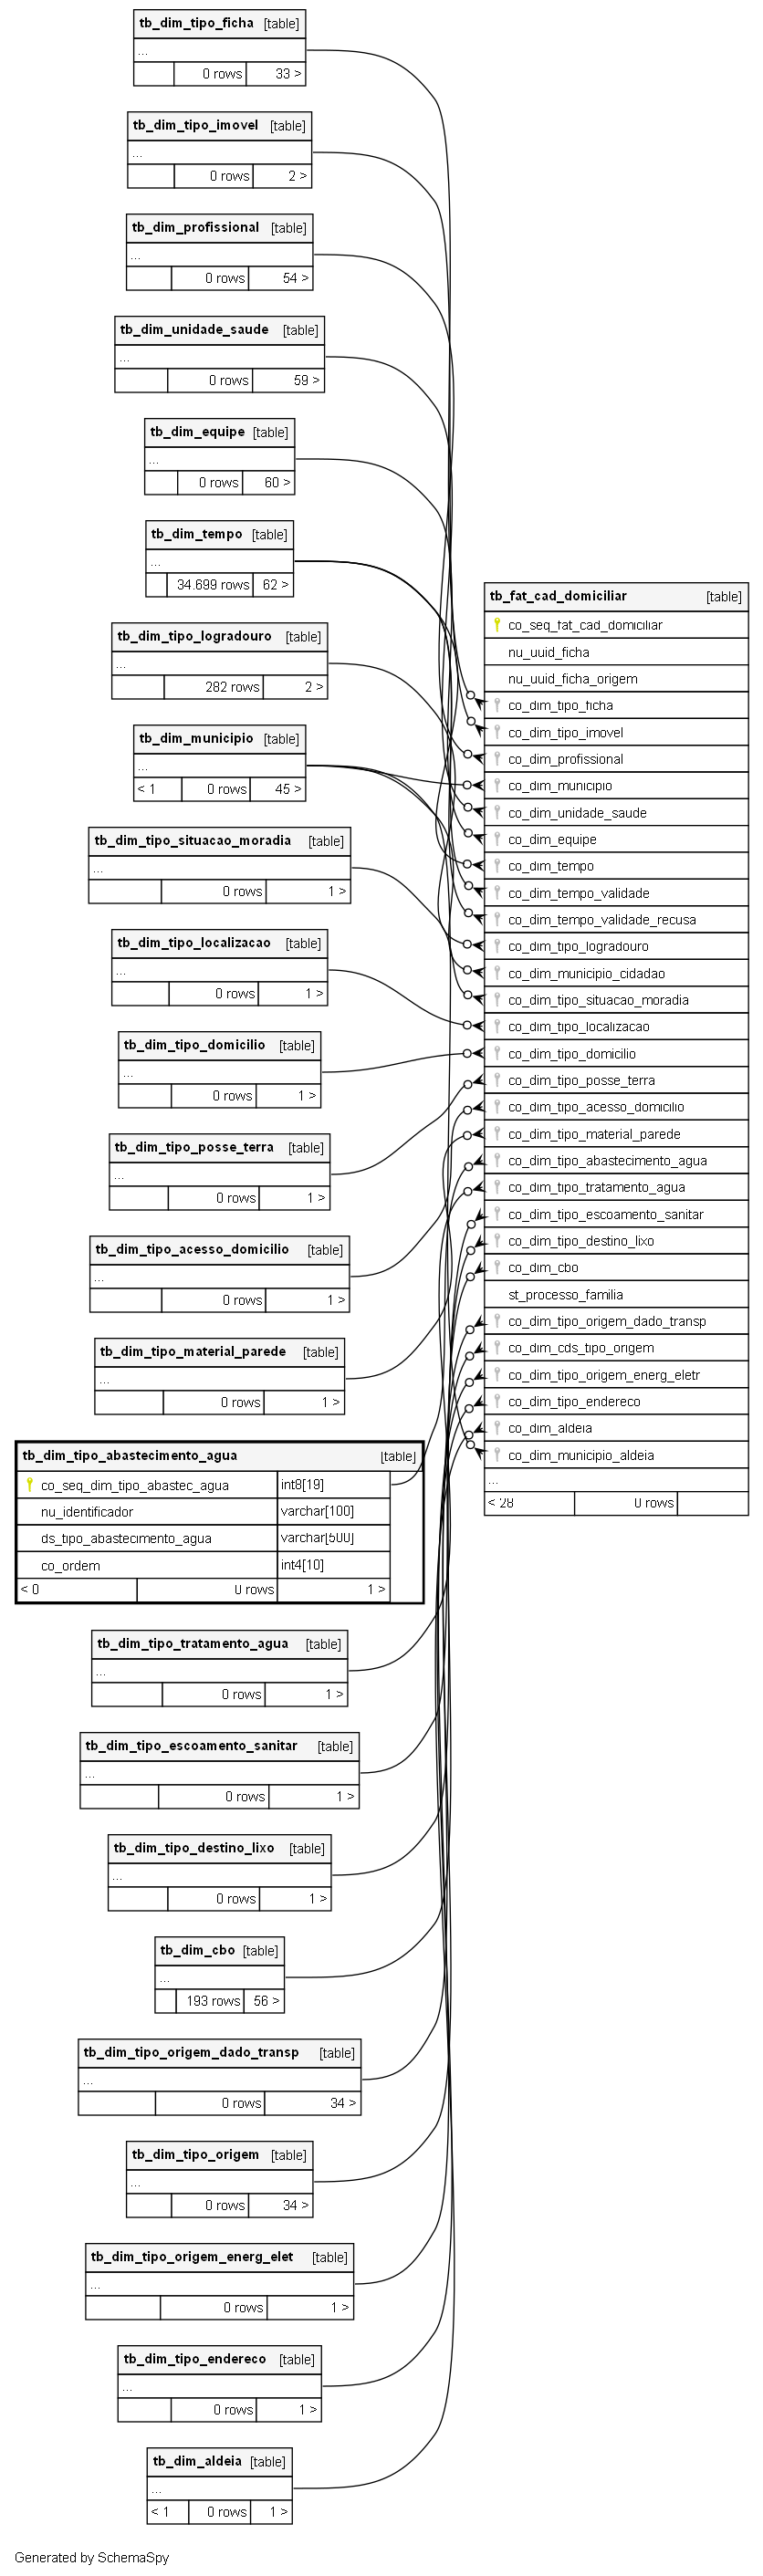 tb_dim_tipo_ficha [table]
...
0 rows 33 >
tb_dim_tipo_imovel [table]
...
0 rows 2 >
tb_dim_profissional [table]
...
0 rows 54 >
tb_dim_unidade_saude [table]
...
0 rows 59 >
tb_dim_equipe [table]
...
0 rows 60 >
tb_dim_tempo [table]
...
34.699 rows 62 >
tb_dim_tipo_logradouro [table]
...
282 rows 2 >
tb_dim_municipio [table]
...
< 1 0 rows 45 >
tb_dim_tipo_situacao_moradia [table]
...
0 rows 1 >
tb_dim_tipo_localizacao [table]
...
0 rows 1 >
tb_dim_tipo_domicilio [table]
...
0 rows 1 >
tb_dim_tipo_posse_terra [table]
...
0 rows 1 >
tb_dim_tipo_acesso_domicilio [table]
...
0 rows 1 >
tb_dim_tipo_material_parede [table]
...
0 rows 1 >
tb_dim_tipo_abastecimento_agua [table]
co_seq_dim_tipo_abastec_agua int8[19]
nu_identificador varchar[100]
ds_tipo_abastecimento_agua varchar[500]
co_ordem int4[10]
< 0 0 rows 1 >
tb_dim_tipo_tratamento_agua [table]
...
0 rows 1 >
tb_dim_tipo_escoamento_sanitar [table]
...
0 rows 1 >
tb_dim_tipo_destino_lixo [table]
...
0 rows 1 >
tb_dim_cbo [table]
...
193 rows 56 >
tb_dim_tipo_origem_dado_transp [table]
...
0 rows 34 >
tb_dim_tipo_origem [table]
...
0 rows 34 >
tb_dim_tipo_origem_energ_elet [table]
...
0 rows 1 >
tb_dim_tipo_endereco [table]
...
0 rows 1 >
tb_dim_aldeia [table]
...
< 1 0 rows 1 >
tb_fat_cad_domiciliar [table]
co_seq_fat_cad_domiciliar
nu_uuid_ficha
nu_uuid_ficha_origem
co_dim_tipo_ficha
co_dim_tipo_imovel
co_dim_profissional
co_dim_municipio
co_dim_unidade_saude
co_dim_equipe
co_dim_tempo
co_dim_tempo_validade
co_dim_tempo_validade_recusa
co_dim_tipo_logradouro
co_dim_municipio_cidadao
co_dim_tipo_situacao_moradia
co_dim_tipo_localizacao
co_dim_tipo_domicilio
co_dim_tipo_posse_terra
co_dim_tipo_acesso_domicilio
co_dim_tipo_material_parede
co_dim_tipo_abastecimento_agua
co_dim_tipo_tratamento_agua
co_dim_tipo_escoamento_sanitar
co_dim_tipo_destino_lixo
co_dim_cbo
st_processo_familia
co_dim_tipo_origem_dado_transp
co_dim_cds_tipo_origem
co_dim_tipo_origem_energ_eletr
co_dim_tipo_endereco
co_dim_aldeia
co_dim_municipio_aldeia
...
< 28 0 rows
Generated by SchemaSpy